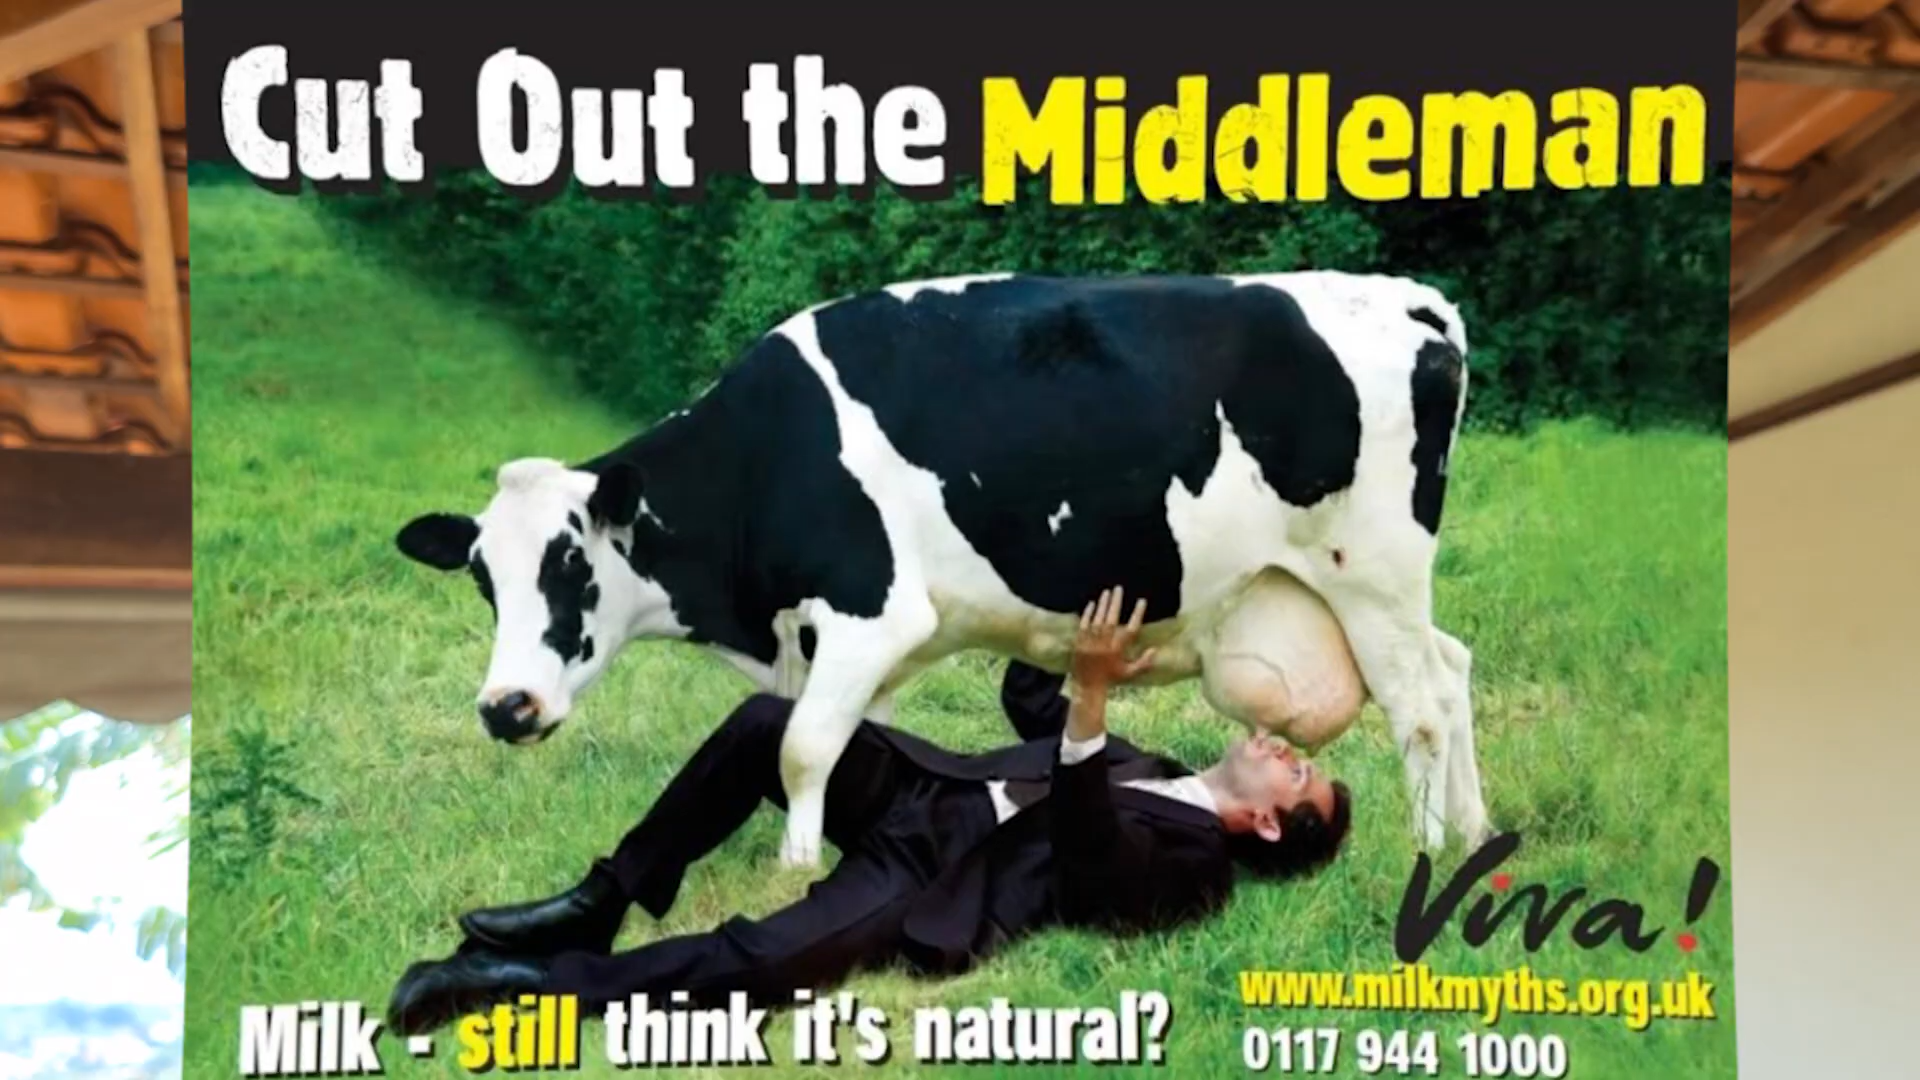 Cut Out the Middleman
Viva!
www.milkmyths.org.uk
Milk - still think it's natural?
0117 944 1000